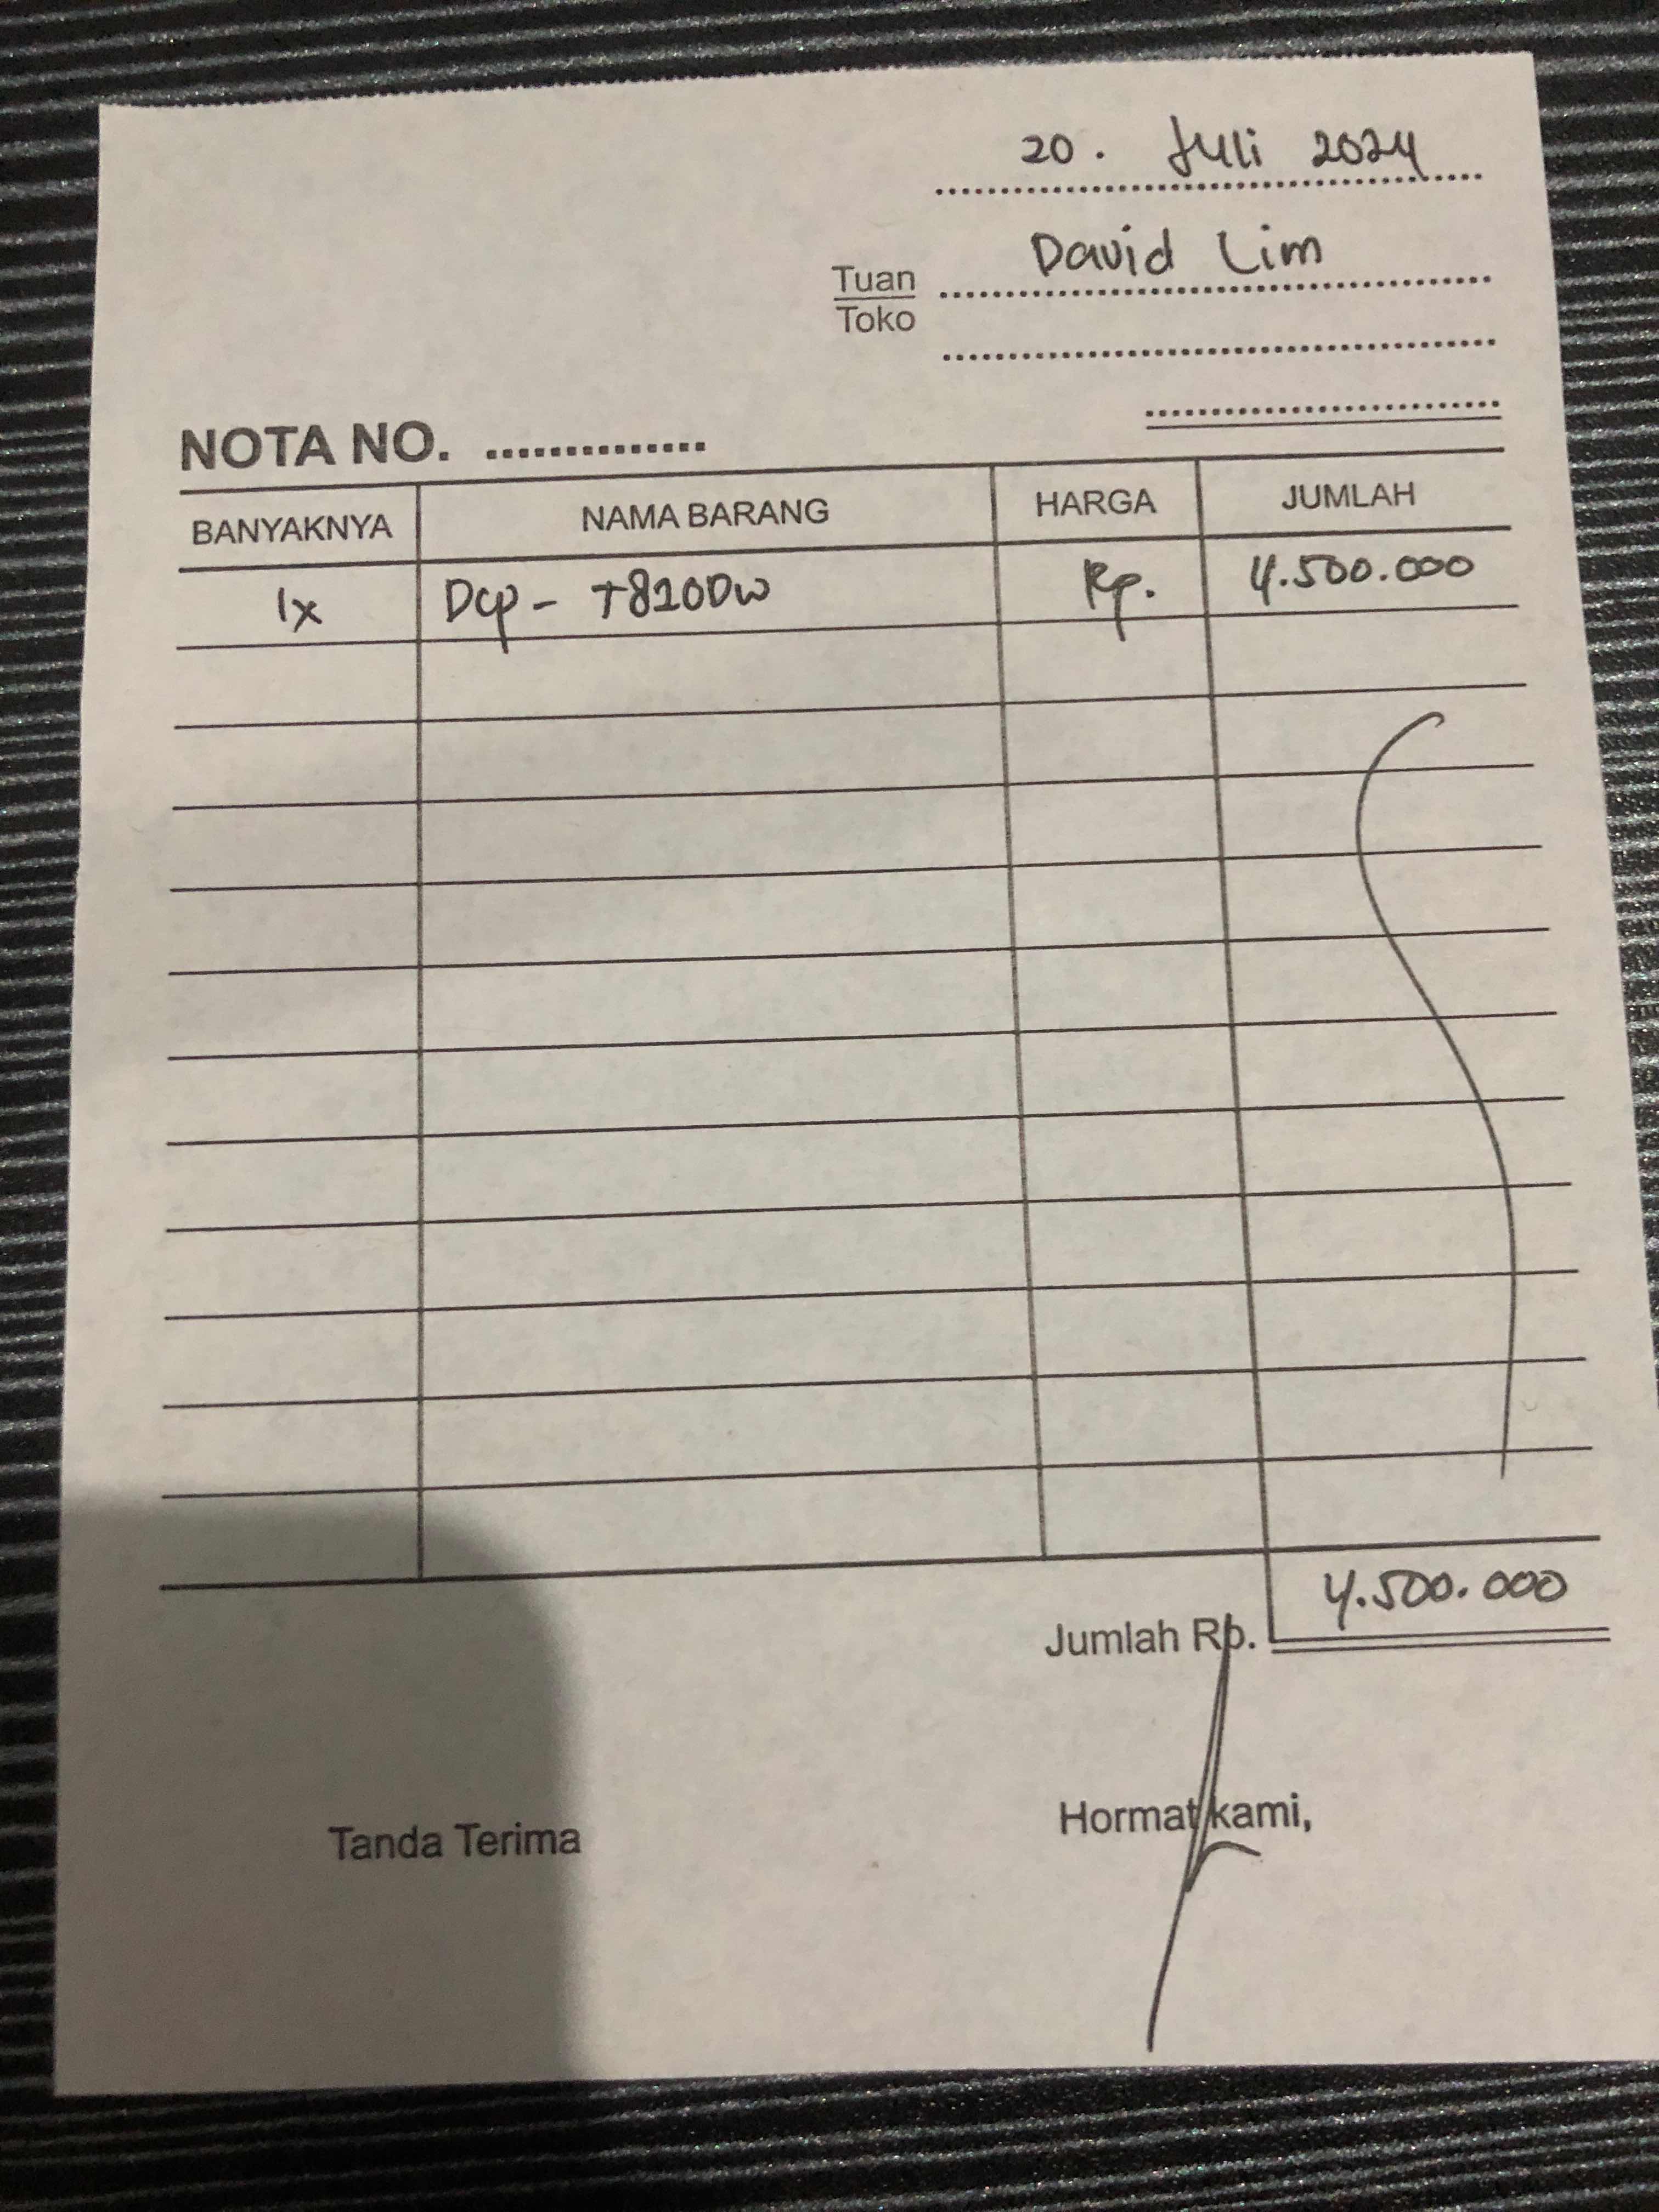 20. Juli 2024
Tuan David Lim
Toko
NOTA NO. ..............
BANYAKNYA NAMA BARANG HARGA JUMLAH
1x Dcp - T820Dw Rp. 4.500.000
Jumlah Rp. 4.500.000
Tanda Terima Hormat kami,